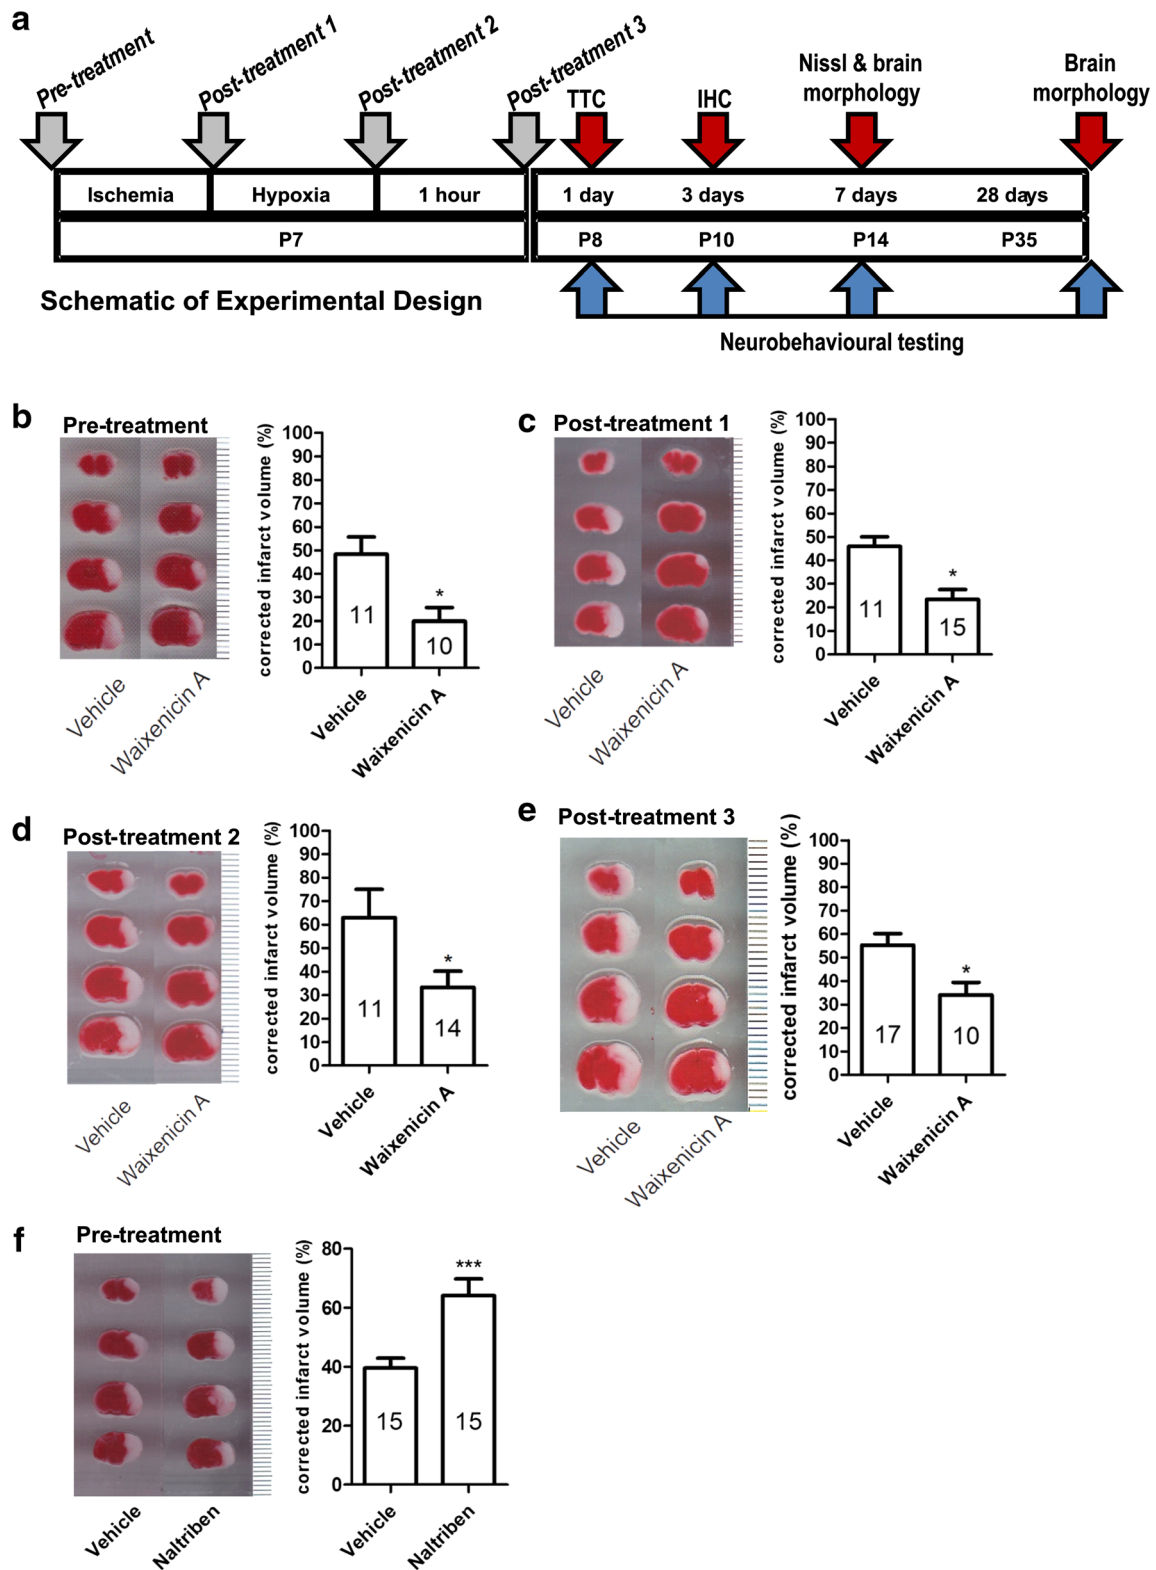 a
Pre-treatment
Post-treatment 1
Post-treatment 2
Post-treatment 3
TTC
IHC
Nissl & brain
morphology
Brain
morphology
Ischemia
Hypoxia
1 hour
1 day
3 days
7 days
28 days
P7
P8
P10
P14
P35
Schematic of Experimental Design
Neurobehavioural testing
b
Pre-treatment
Vehicle
Waixenicin A
corrected infarct volume (%)
100
90
80
70
60
50
40
30
20
10
0
11
*
10
Vehicle
Waixenicin A
c
Post-treatment 1
Vehicle
Waixenicin A
corrected infarct volume (%)
100
90
80
70
60
50
40
30
20
10
0
11
*
15
Vehicle
Waixenicin A
d
Post-treatment 2
Vehicle
Waixenicin A
corrected infarct volume (%)
100
90
80
70
60
50
40
30
20
10
0
11
*
14
Vehicle
Waixenicin A
e
Post-treatment 3
Vehicle
Waixenicin A
corrected infarct volume (%)
100
90
80
70
60
50
40
30
20
10
0
17
*
10
Vehicle
Waixenicin A
f
Pre-treatment
Vehicle
Naltriben
corrected infarct volume (%)
80
60
40
20
0
15
***
15
Vehicle
Naltriben